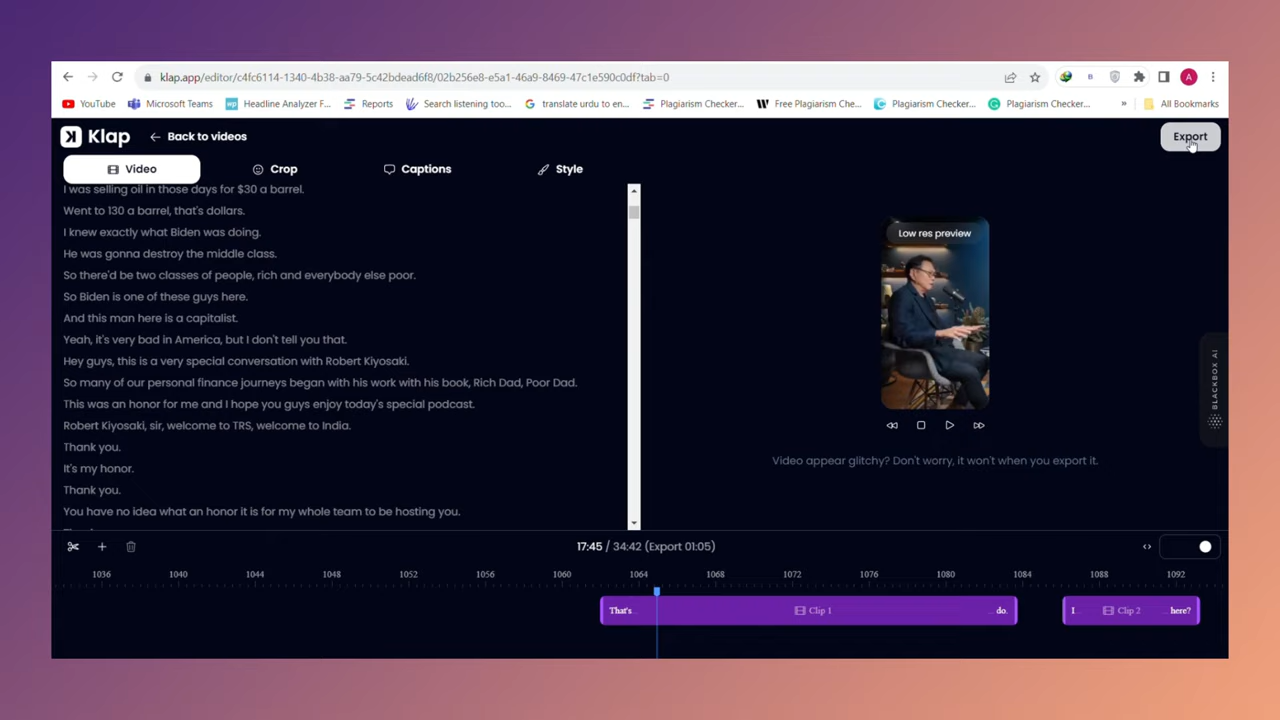 klap.app/editor/c4fc6114-1340-4b38-aa79-5c42bdead6f8/02b256e8-e5a1-46a9-8469-47c1e590c0df?tab=0
B A
YouTube Microsoft Teams wp Headline Analyzer F... Reports Search listening too... translate urdu to en... Plagiarism Checker... Free Plagiarism Che... Plagiarism Checker... Plagiarism Checker... » All Bookmarks
Klap Back to videos Export
Video Crop Captions Style
I was selling oil in those days for $30 a barrel.
Went to 130 a barrel, that's dollars.
I knew exactly what Biden was doing.
He was gonna destroy the middle class.
So there'd be two classes of people, rich and everybody else poor.
So Biden is one of these guys here.
And this man here is a capitalist.
Yeah, it's very bad in America, but I don't tell you that.
Hey guys, this is a very special conversation with Robert Kiyosaki.
So many of our personal finance journeys began with his work with his book, Rich Dad, Poor Dad.
This was an honor for me and I hope you guys enjoy today's special podcast.
Robert Kiyosaki, sir, welcome to TRS, welcome to India.
Thank you.
It's my honor.
Thank you.
You have no idea what an honor it is for my whole team to be hosting you.
Low res preview
Video appear glitchy? Don't worry, it won't when you export it.
BLACKBOX AI
17:45 / 34:42 (Export 01:05)
1036 1040 1044 1048 1052 1056 1060 1064 1068 1072 1076 1080 1084 1088 1092
That's Clip 1 do. I Clip 2 here?